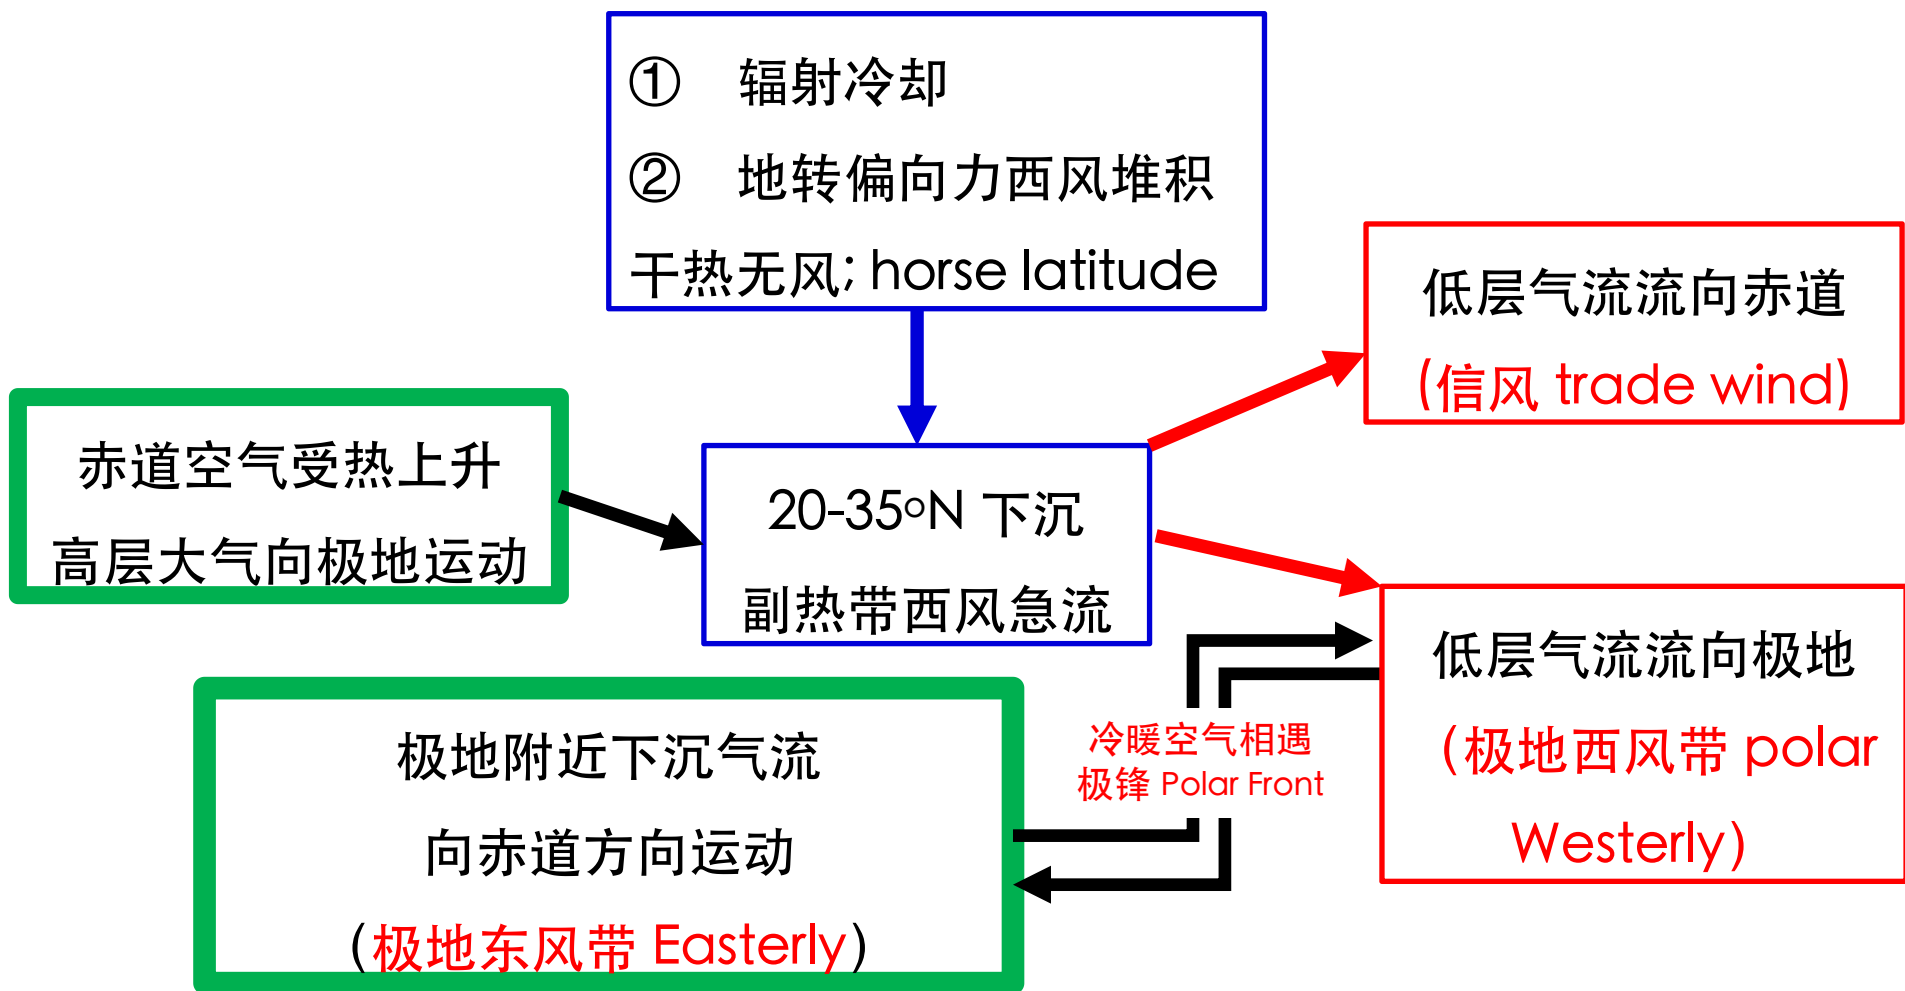 ① 辐射冷却
② 地转偏向力西风堆积
干热无风; horse latitude
低层气流流向赤道
(信风 trade wind)
赤道空气受热上升
高层大气向极地运动
20-35°N 下沉
副热带西风急流
低层气流流向极地
（极地西风带 polar
Westerly）
冷暖空气相遇
极锋 Polar Front
极地附近下沉气流
向赤道方向运动
（极地东风带 Easterly）